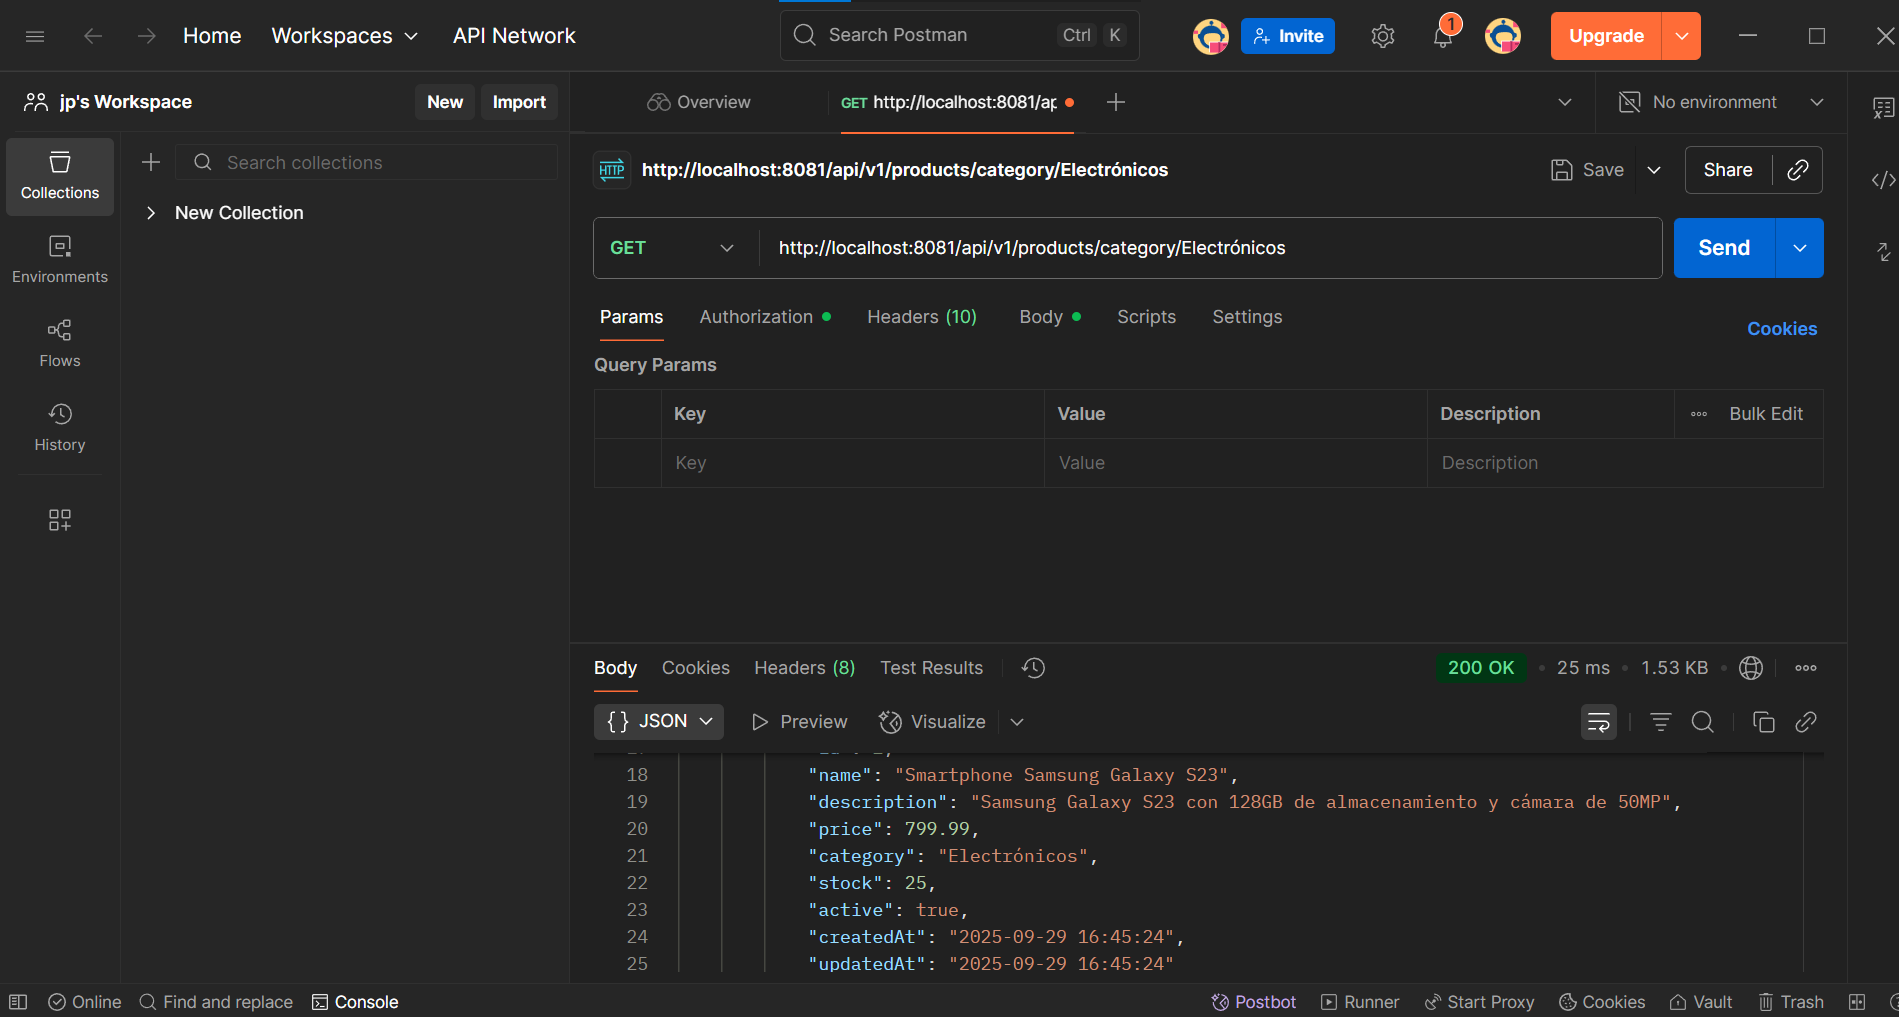 Home Workspaces API Network Search Postman Ctrl K Invite 1 Upgrade
jp's Workspace New Import
Overview GET http://localhost:8081/ap No environment
Collections
Search collections
New Collection
Environments
Flows
History
HTTP http://localhost:8081/api/v1/products/category/Electrónicos Save Share
GET http://localhost:8081/api/v1/products/category/Electrónicos Send
Params Authorization Headers (10) Body Scripts Settings Cookies
Query Params
Key Value Description Bulk Edit
Key Value Description
Body Cookies Headers (8) Test Results 200 OK • 25 ms • 1.53 KB •
{ } JSON Preview Visualize
18 "name": "Smartphone Samsung Galaxy S23",
19 "description": "Samsung Galaxy S23 con 128GB de almacenamiento y cámara de 50MP",
20 "price": 799.99,
21 "category": "Electrónicos",
22 "stock": 25,
23 "active": true,
24 "createdAt": "2025-09-29 16:45:24",
25 "updatedAt": "2025-09-29 16:45:24"
Online Find and replace Console Postbot Runner Start Proxy Cookies Vault Trash